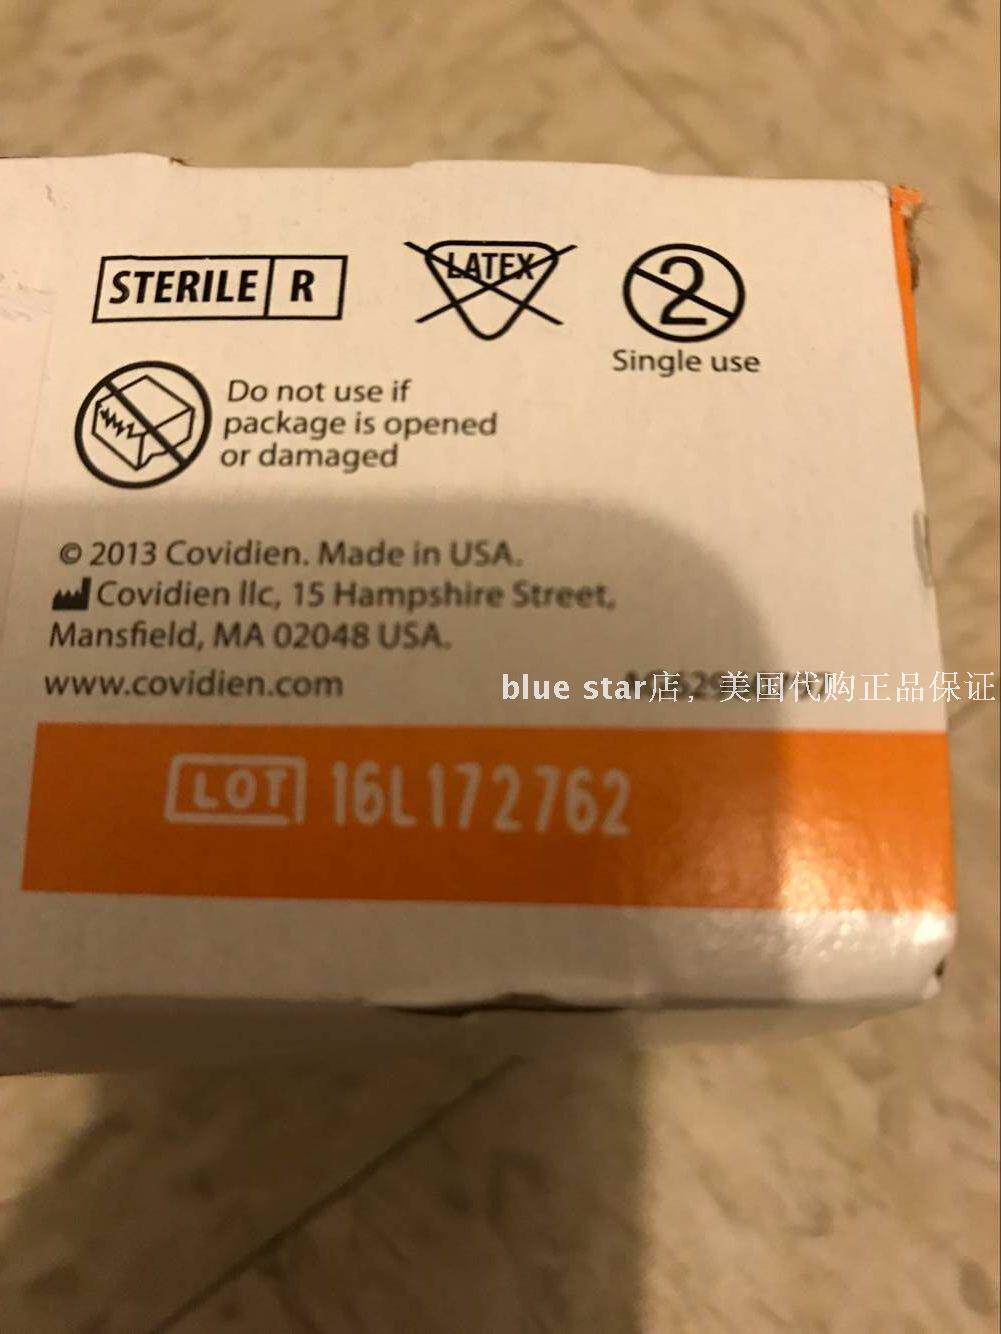 STERILE R
LATEX
2
Single use
Do not use if
package is opened
or damaged
© 2013 Covidien. Made in USA.
Covidien llc, 15 Hampshire Street,
Mansfield, MA 02048 USA.
www.covidien.com
blue star店，美国代购正品保证
LOT 16L172762